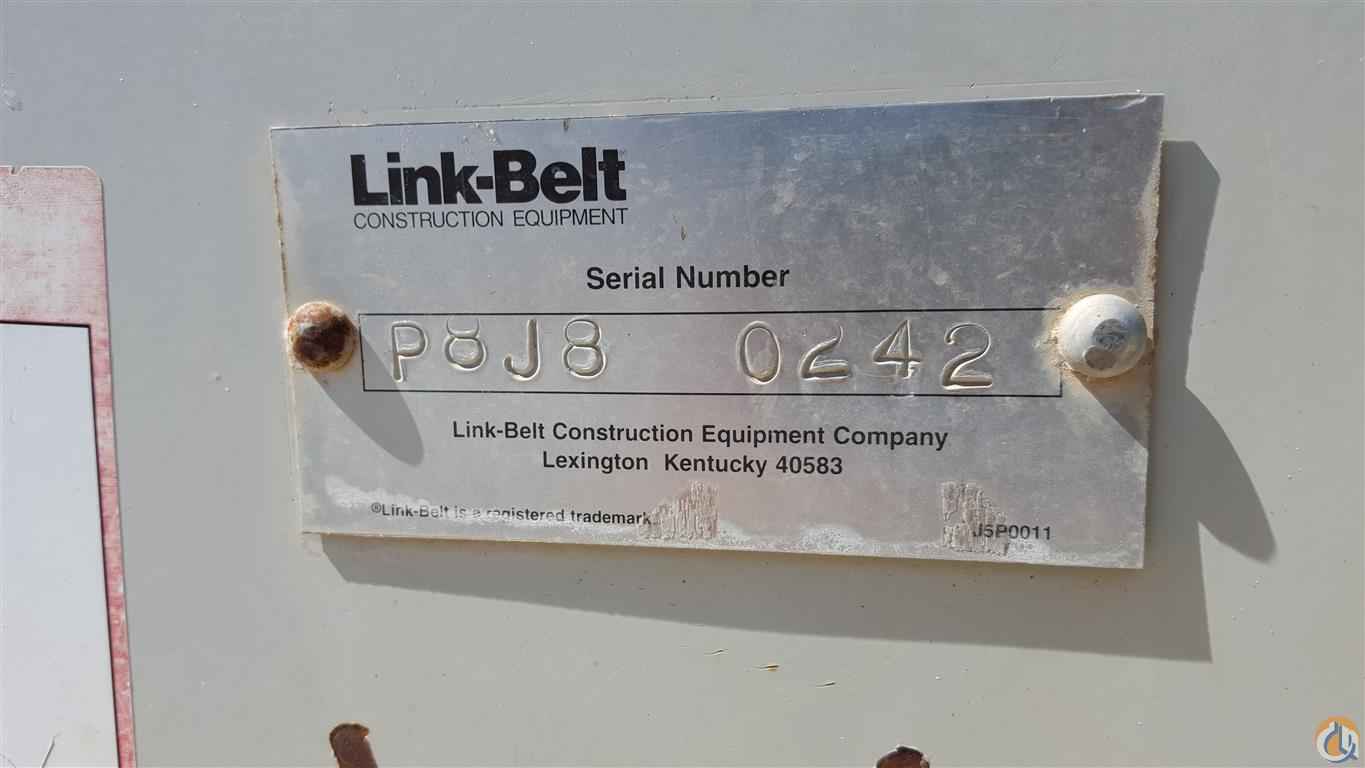 Link-Belt
CONSTRUCTION EQUIPMENT
Serial Number
P8J8 0242
Link-Belt Construction Equipment Company
Lexington Kentucky 40583
®Link-Belt is a registered trademark.
J5P0011